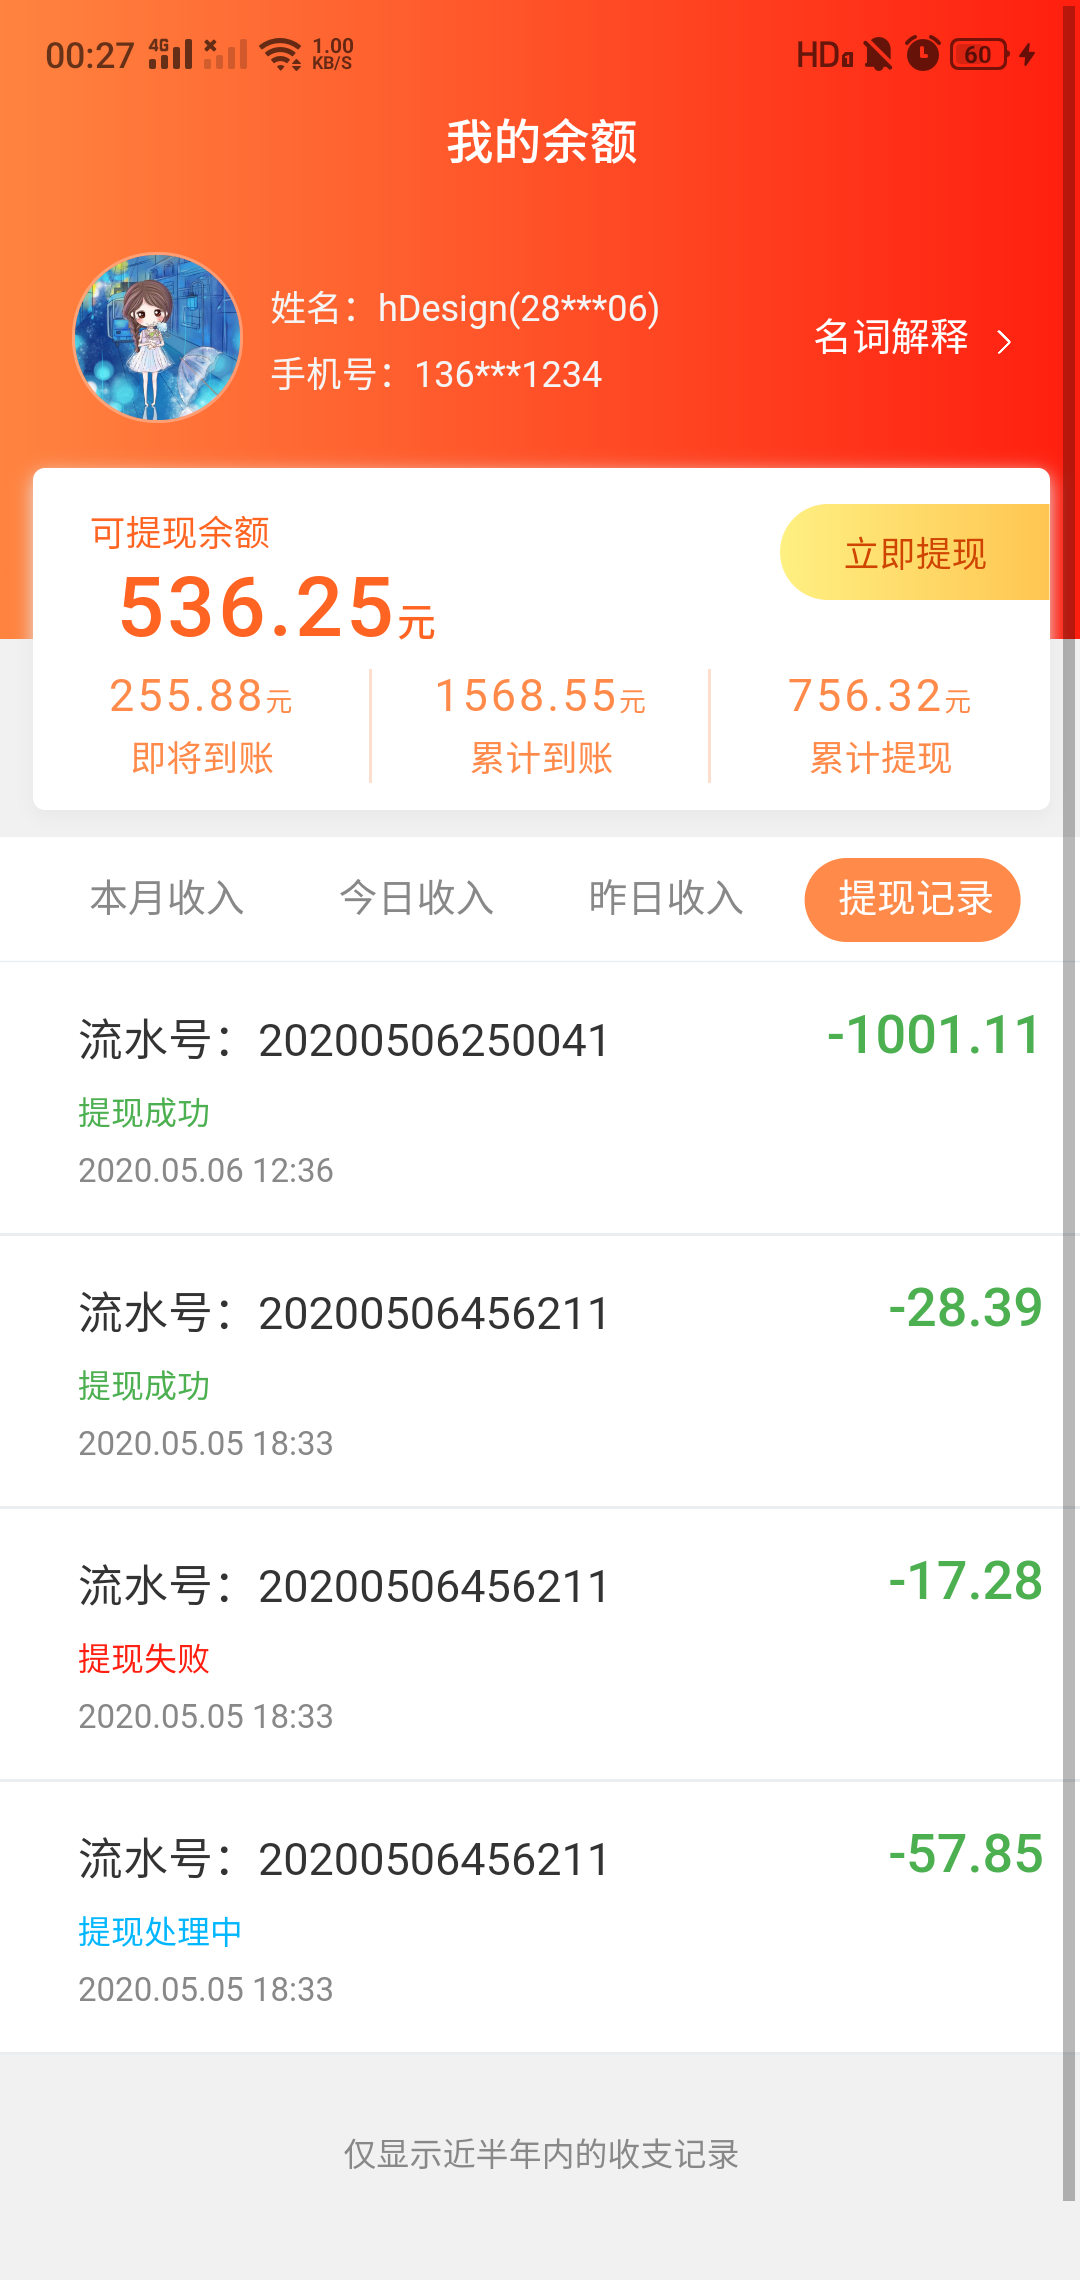 00:27 4G 1.00 KB/S HD1 60
我的余额
姓名：hDesign(28***06)
手机号：136***1234
名词解释
可提现余额
立即提现
536.25元
255.88元 1568.55元 756.32元
即将到账 累计到账 累计提现
本月收入 今日收入 昨日收入 提现记录
流水号：20200506250041 -1001.11
提现成功
2020.05.06 12:36
流水号：20200506456211 -28.39
提现成功
2020.05.05 18:33
流水号：20200506456211 -17.28
提现失败
2020.05.05 18:33
流水号：20200506456211 -57.85
提现处理中
2020.05.05 18:33
仅显示近半年内的收支记录